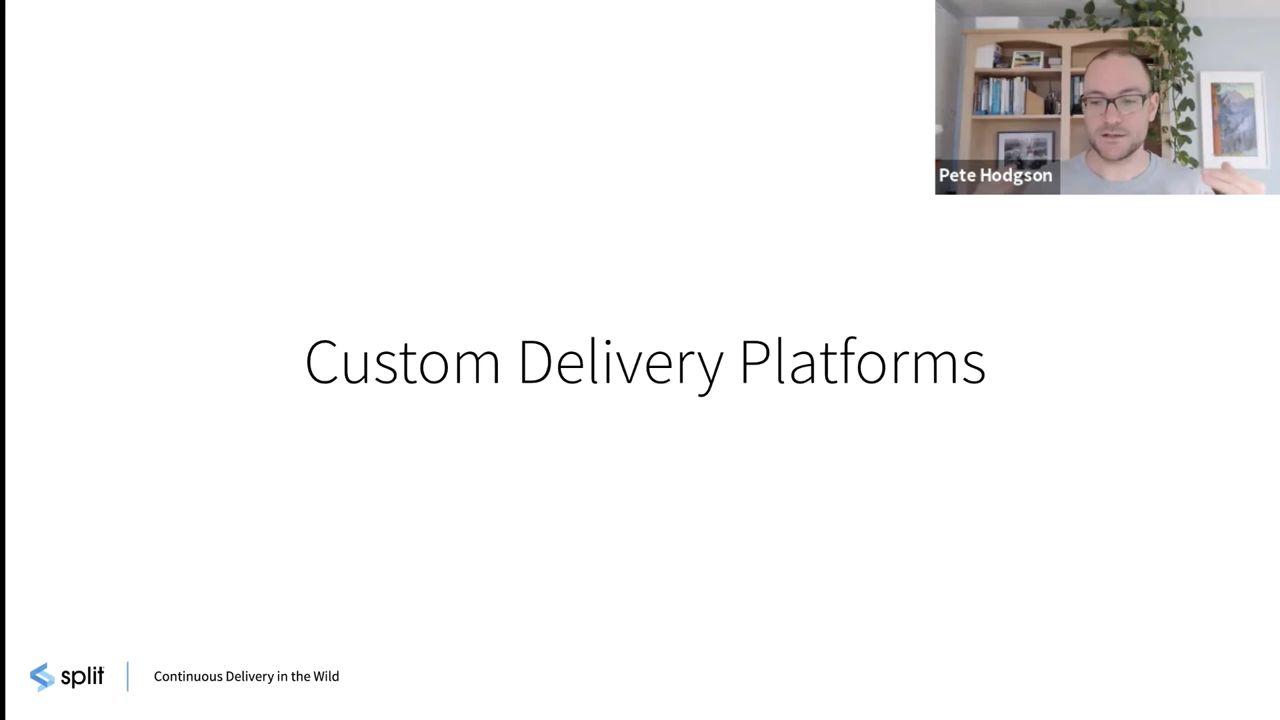 Pete Hodgson
Custom Delivery Platforms
split
Continuous Delivery in the Wild